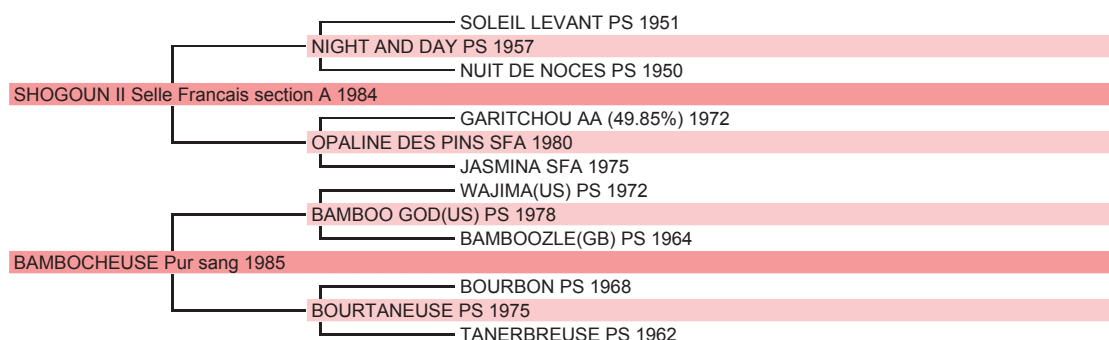 SOLEIL LEVANT PS 1951
NIGHT AND DAY PS 1957
NUIT DE NOCES PS 1950
SHOGOUN II Selle Francais section A 1984
GARITCHOU AA (49.85%) 1972
OPALINE DES PINS SFA 1980
JASMINA SFA 1975
WAJIMA(US) PS 1972
BAMBOO GOD(US) PS 1978
BAMBOOZLE(GB) PS 1964
BAMBOCHEUSE Pur sang 1985
BOURBON PS 1968
BOURTANEUSE PS 1975
TANERBREUSE PS 1962